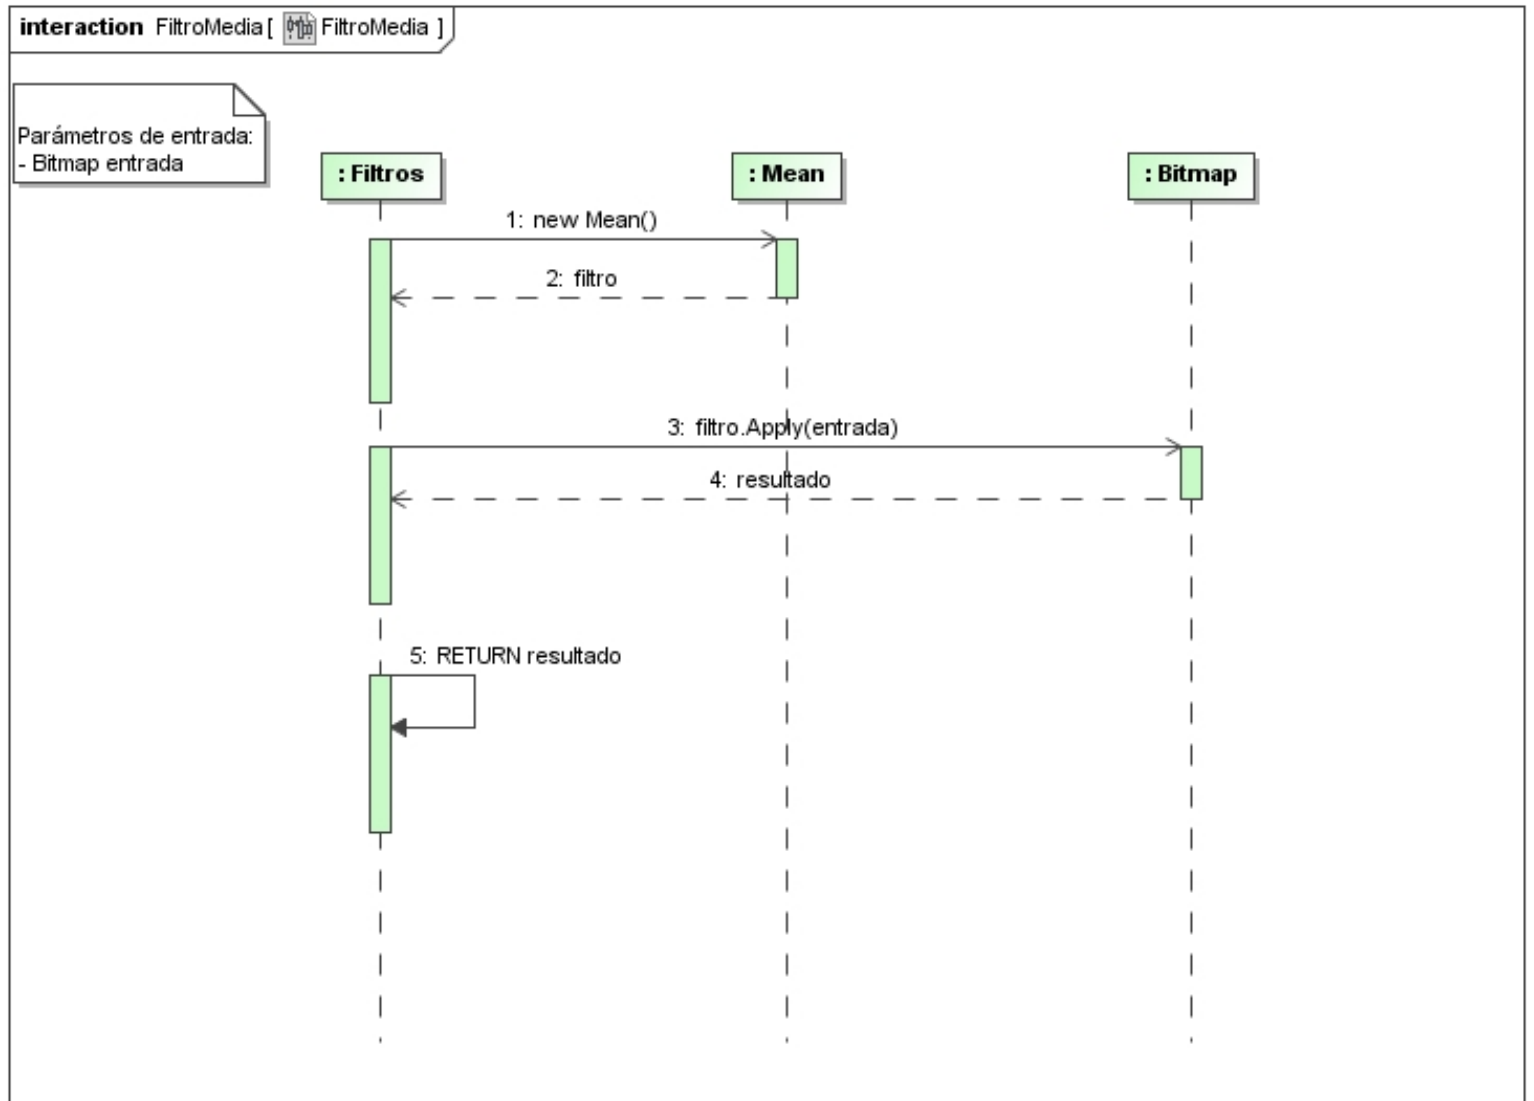 interaction FiltroMedia [ FiltroMedia ]
Parámetros de entrada:
- Bitmap entrada
: Filtros
: Mean
: Bitmap
1: new Mean()
2: filtro
3: filtro.Apply(entrada)
4: resultado
5: RETURN resultado